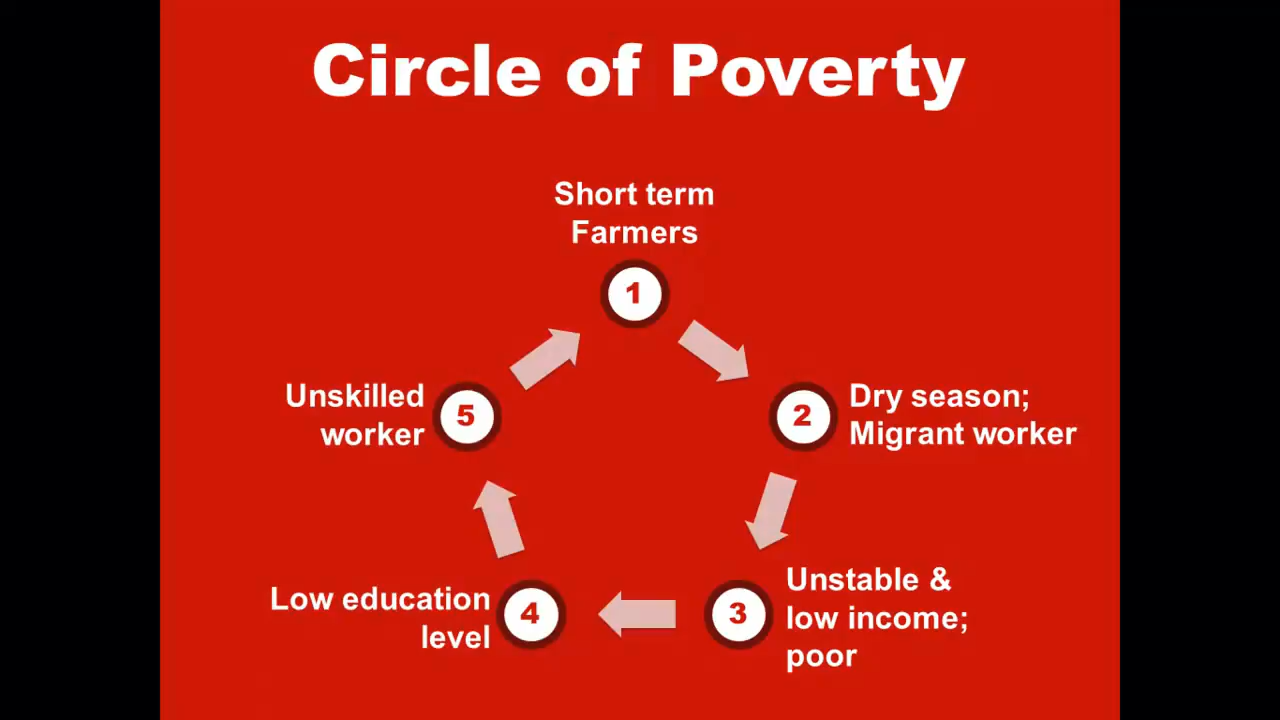 Circle of Poverty
Short term
Farmers
1
Dry season;
Migrant worker
2
Unstable &
low income;
poor
3
Low education
level
4
Unskilled
worker
5